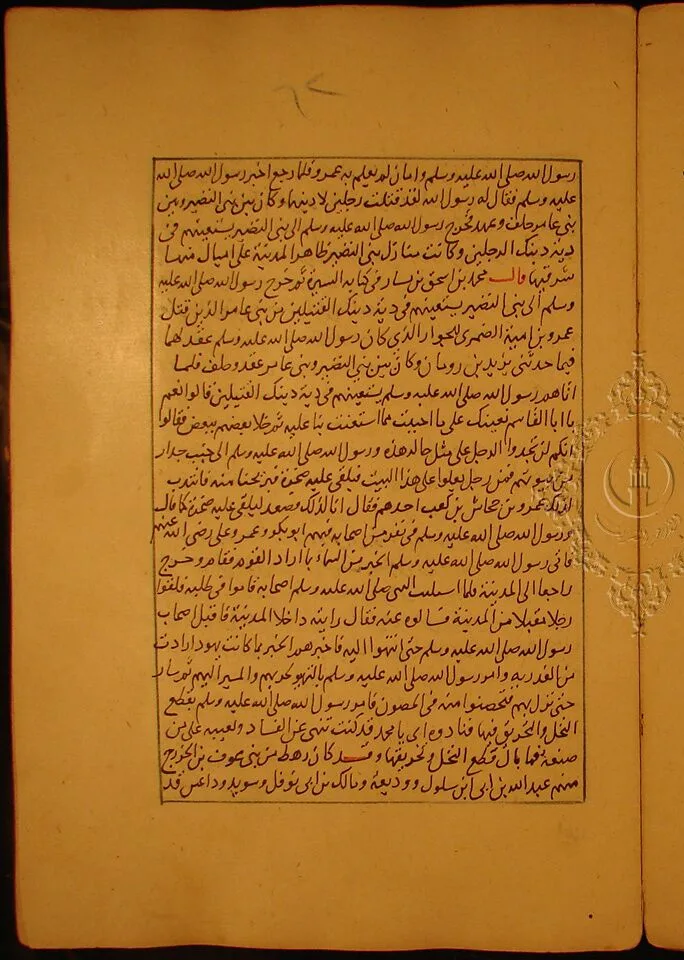 ٦٢
رسول الله صلى الله عليه وسلم وامان لم يعلم به عمرو فلما رجع اخبر رسول الله صلى الله
عليه وسلم فقال له رسول الله لقد قتلت رجلين لادينهما وكان بين بني النضير وبين
بني عامر حلف وعهد فخرج رسول الله صلى الله عليه وسلم الى بني النضير يستعينهم في
دية ذينك الرجلين وكانت منازل بني النضير ظاهر المدينة على اميال منها
شرقيها قال محمد بن اسحق بن يسار في كتابه السيرة ثم خرج رسول الله صلى الله عليه
وسلم الى بني النضير يستعينهم في دية ذينك القتيلين من بني عامر الذين قتل
عمرو بن امية الضمري للجوار الذي كان رسول الله صلى الله عليه وسلم عقد لهما
فيما حدثني يزيد بن رومان وكان بين بني النضير وبني عامر عقد وحلف فلما
اتاهم رسول الله صلى الله عليه وسلم يستعينهم في دية ذينك القتيلين قالوا نعم
يا ابا القاسم نعينك على ما احببت مما استعنت بنا عليه ثم خلا بعضهم ببعض فقالوا
انكم لن تجدوا الرجل على مثل حاله هذه ورسول الله صلى الله عليه وسلم الى جنب جدار
من بيوتهم فمن رجل يعلوا على هذا البيت فيلقي عليه صخرة فيريحنا منه فانتدب
لذلك عمرو بن جحاش بن كعب احدهم فقال انا لذلك وصعد ليلقي عليه صخرة كما قال
ورسول الله صلى الله عليه وسلم في نفر من اصحابه فيهم ابو بكر وعمر وعلى رضي الله عنهم
فاتى رسول الله صلى الله عليه وسلم الخبر من السماء بما اراد القوم فقام وخرج
راجعا الى المدينة فلما استلبث النبي صلى الله عليه وسلم اصحابه قاموا في طلبه فلقوا
رجلا مقبلا من المدينة فسالوه عنه فقال رايته داخلا المدينة فاقبل اصحاب
رسول الله صلى الله عليه وسلم حتى انتهوا اليه فاخبرهم الخبر بما كانت يهود ارادت
من الغدر به وامر رسول الله صلى الله عليه وسلم بالتهيو لحربهم والمسير اليهم ثم سار
حتى نزل بهم فتحصنوا منه في الحصون فامر رسول الله صلى الله عليه وسلم بقطع
النخل والتحريق فيها فنادوه اي يا محمد قد كنت تنهى عن الفساد وتعيبه على من
صنعه فما بال قطع النخل وتحريقها وقد كان رهط من بني عوف بن الخزرج
منهم عبد الله بن ابي ابن سلول ووديعة ومالك بن ابي نوفل وسويد وداعس قد